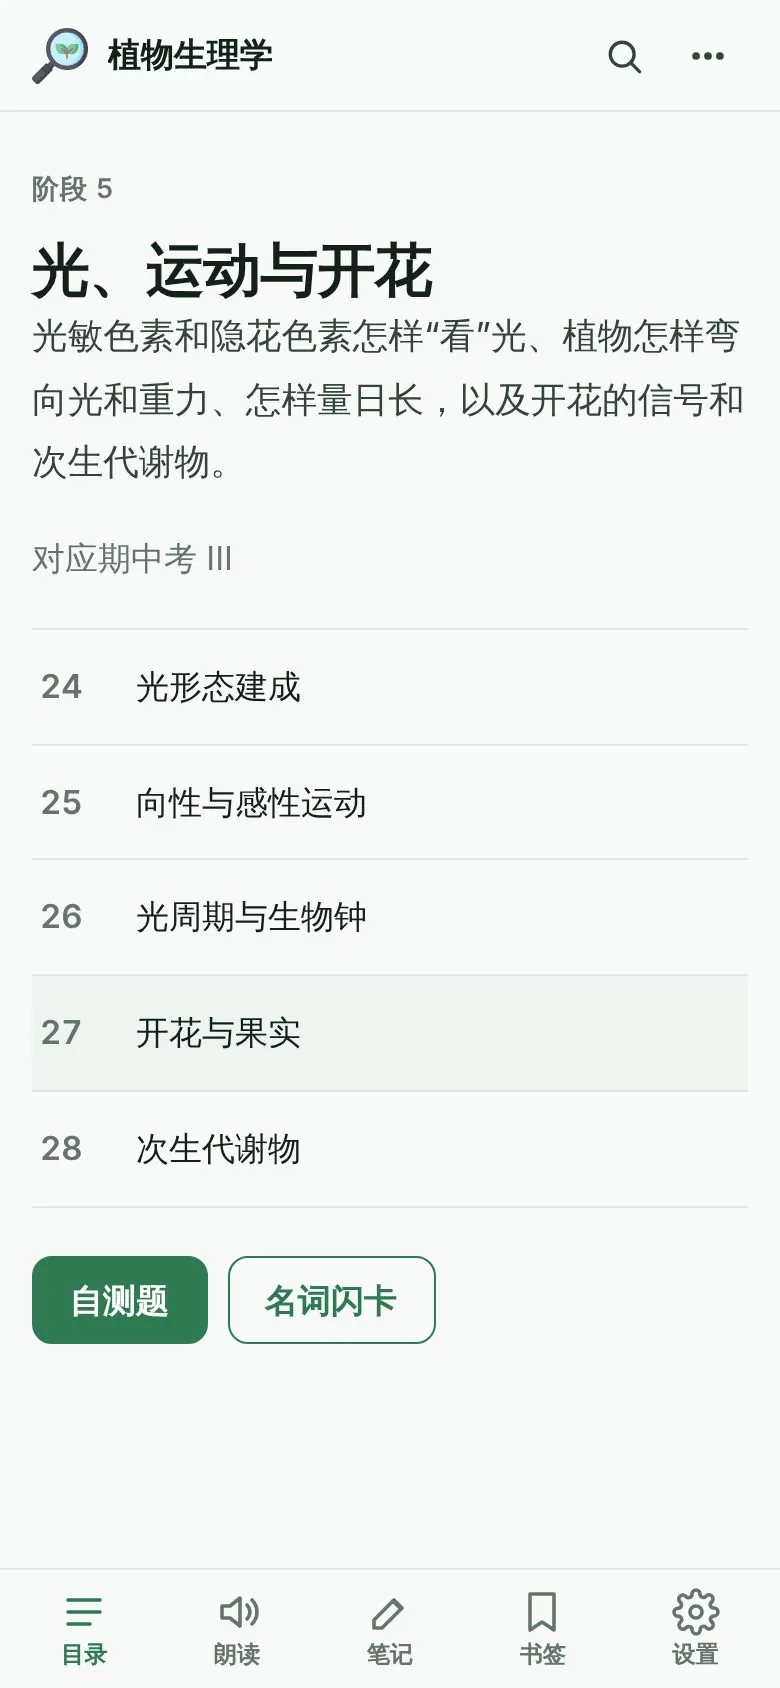 植物生理学
阶段 5
光、运动与开花
光敏色素和隐花色素怎样“看”光、植物怎样弯
向光和重力、怎样量日长，以及开花的信号和
次生代谢物。
对应期中考 III
24 光形态建成
25 向性与感性运动
26 光周期与生物钟
27 开花与果实
28 次生代谢物
自测题 名词闪卡
目录 朗读 笔记 书签 设置